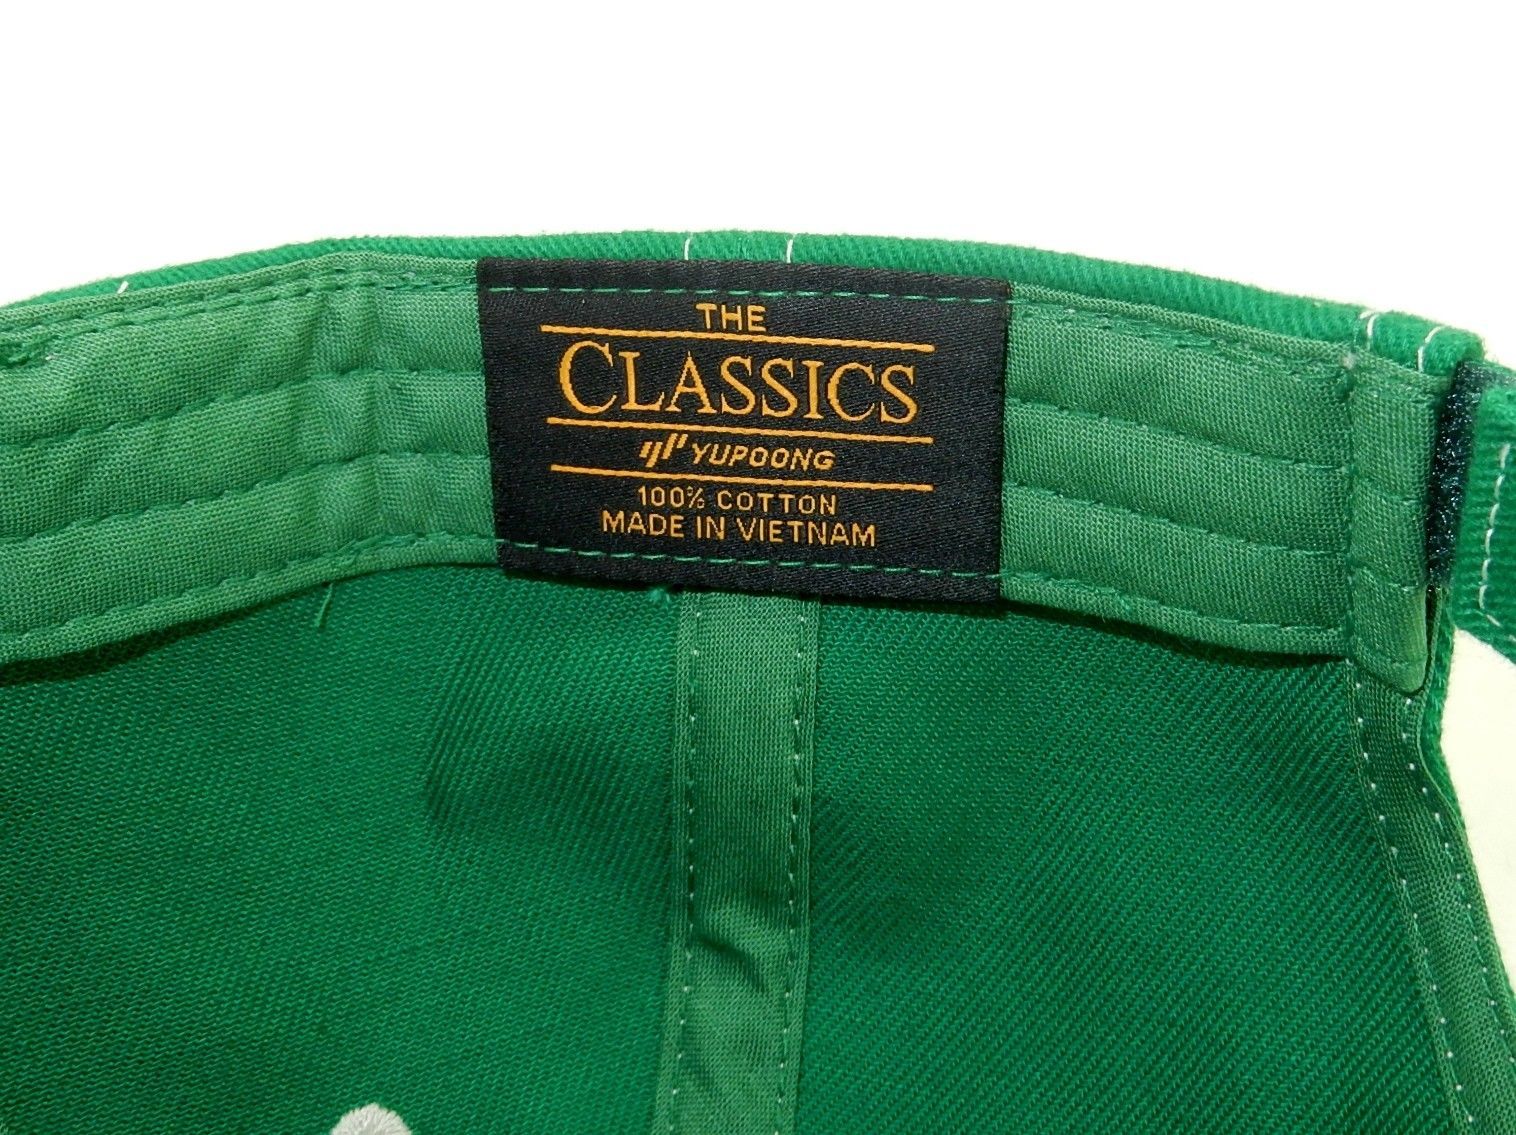 THE
CLASSICS
YUPOONG
100% COTTON
MADE IN VIETNAM